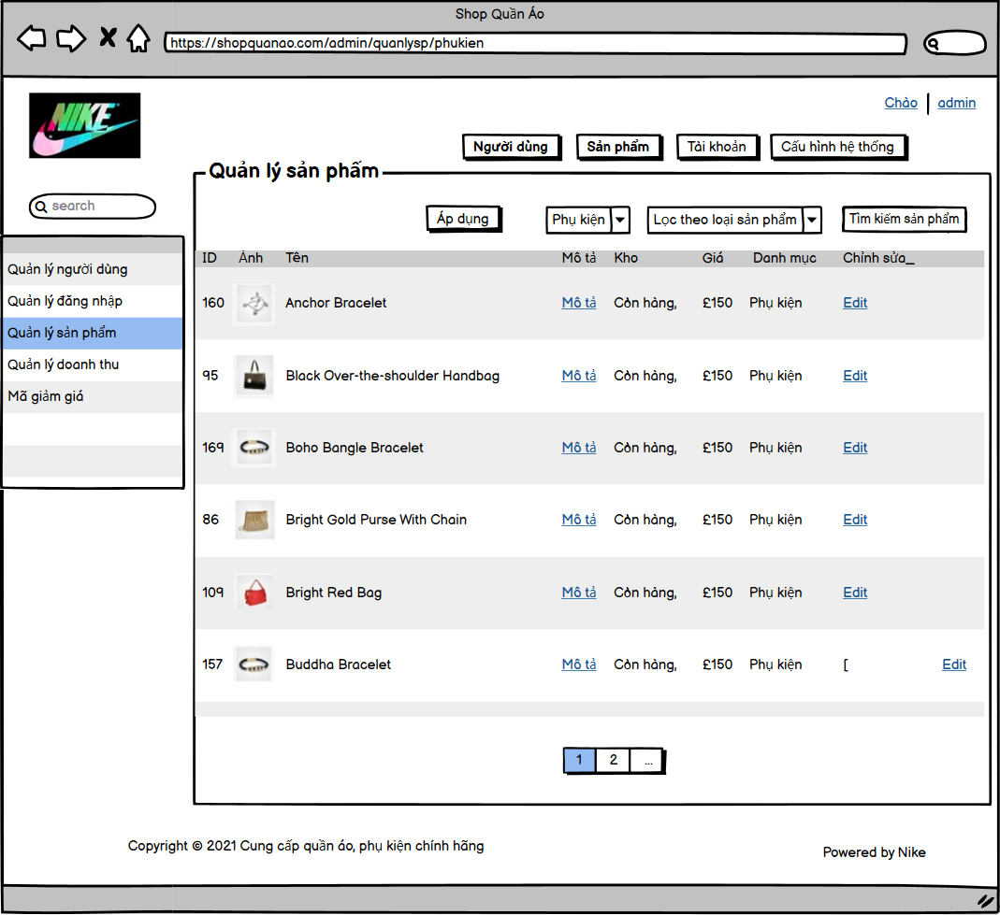 Shop Quần Áo
https://shopquanao.com/admin/quanlysp/phukien
NIKE
Chào | admin
Người dùng Sản phẩm Tài khoản Cấu hình hệ thống
Quản lý sản phẩm
search
Áp dụng Phụ kiện Lọc theo loại sản phẩm Tìm kiếm sản phẩm
Quản lý người dùng
Quản lý đăng nhập
Quản lý sản phẩm
Quản lý doanh thu
Mã giảm giá
ID Ảnh Tên Mô tả Kho Giá Danh mục Chỉnh sửa_
160 Anchor Bracelet Mô tả Còn hàng, £150 Phụ kiện Edit
95 Black Over-the-shoulder Handbag Mô tả Còn hàng, £150 Phụ kiện Edit
169 Boho Bangle Bracelet Mô tả Còn hàng, £150 Phụ kiện Edit
86 Bright Gold Purse With Chain Mô tả Còn hàng, £150 Phụ kiện Edit
109 Bright Red Bag Mô tả Còn hàng, £150 Phụ kiện Edit
157 Buddha Bracelet Mô tả Còn hàng, £150 Phụ kiện [ Edit
1 2 ...
Copyright © 2021 Cung cấp quần áo, phụ kiện chính hãng
Powered by Nike